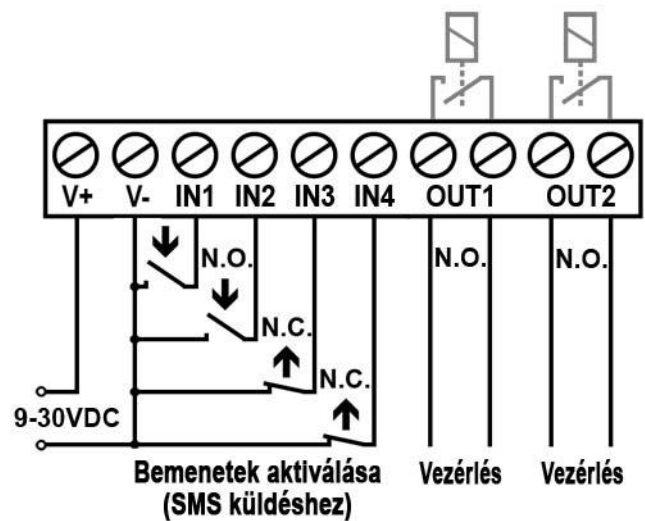 V+ V- IN1 IN2 IN3 IN4 OUT1 OUT2
N.O. N.O. N.O.
N.C.
N.C.
9-30VDC
Bemenetek aktiválása Vezérlés Vezérlés
(SMS küldéshez)